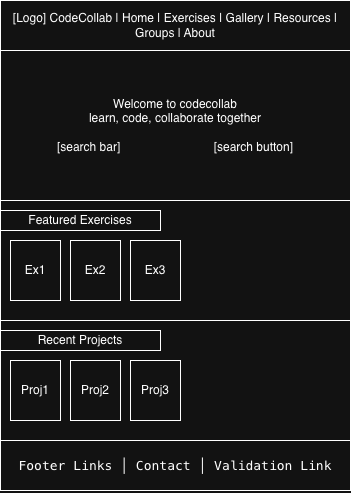 [Logo] CodeCollab | Home | Exercises | Gallery | Resources |
Groups | About
Welcome to codecollab
learn, code, collaborate together
[search bar] [search button]
Featured Exercises
Ex1 Ex2 Ex3
Recent Projects
Proj1 Proj2 Proj3
Footer Links | Contact | Validation Link